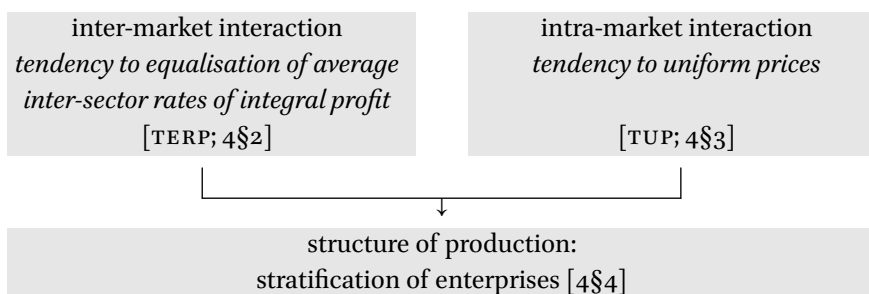 inter-market interaction
tendency to equalisation of average
inter-sector rates of integral profit
[TERP; 4§2]
intra-market interaction
tendency to uniform prices
[TUP; 4§3]
structure of production:
stratification of enterprises [4§4]